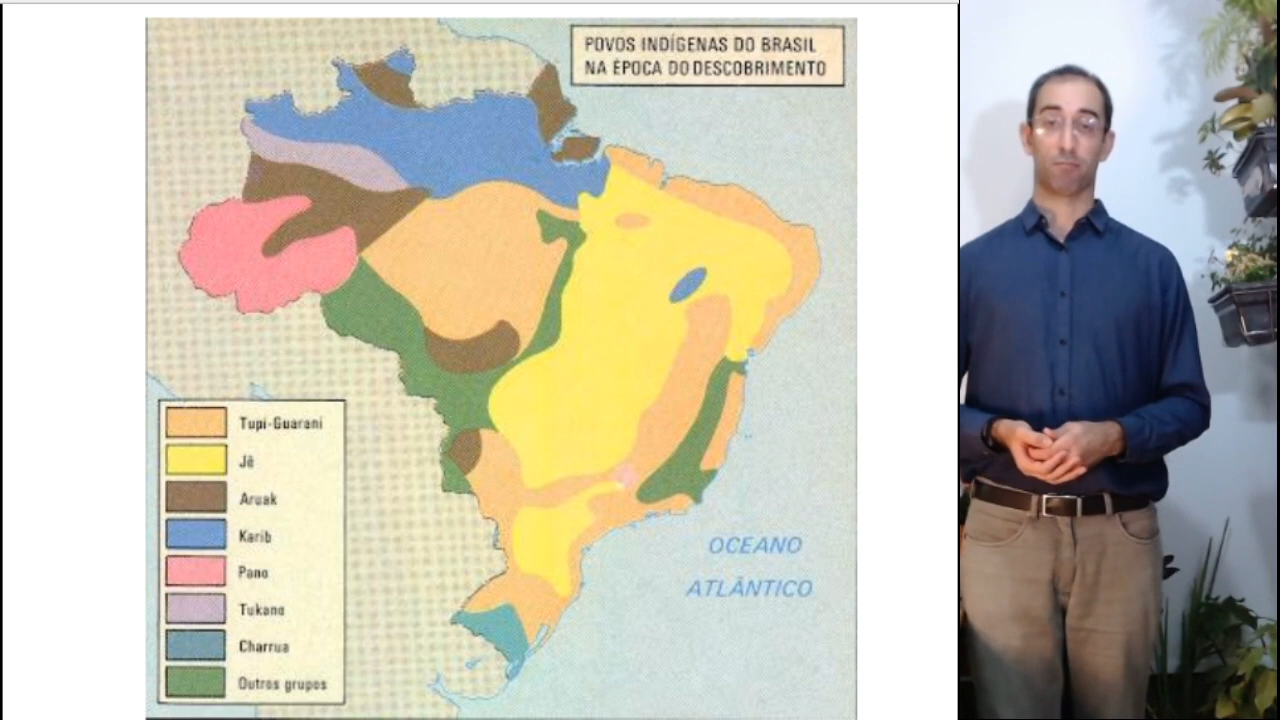 POVOS INDÍGENAS DO BRASIL
NA ÉPOCA DO DESCOBRIMENTO
Tupi-Guarani
Jê
Aruak
Karib
Pano
Tukano
Charrua
Outros grupos
OCEANO
ATLÂNTICO